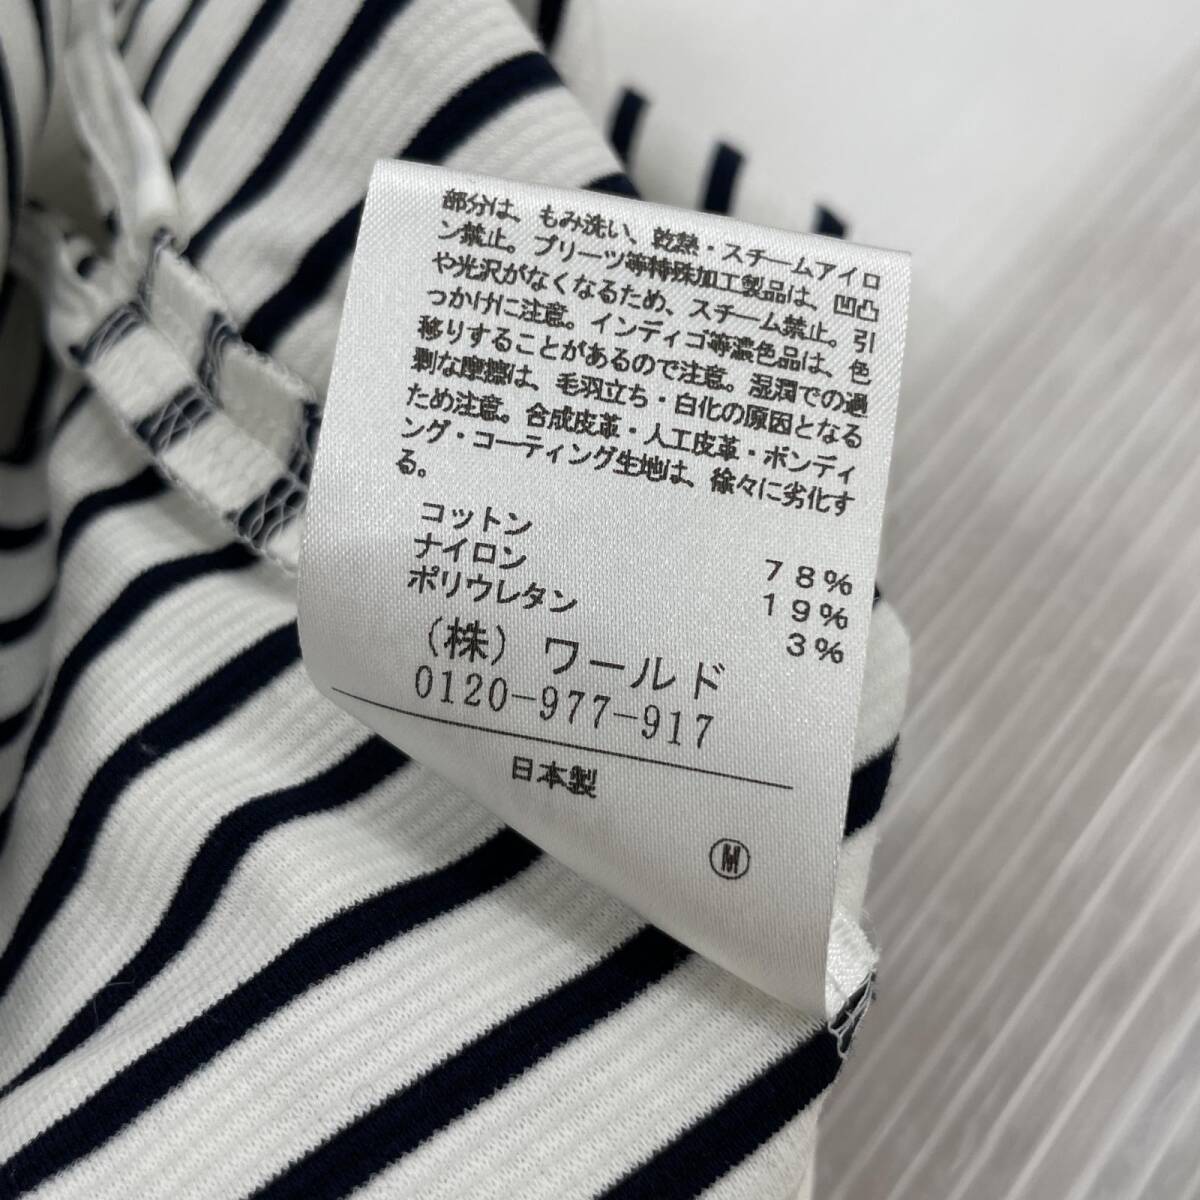 部分は、もみ洗い、乾熱・スチームアイロ
ン禁止。プリーツ等特殊加工製品は、凹凸
や光沢がなくなるため、スチーム禁止。引
っかけに注意。インディゴ等濃色品は、色
移りすることがあるので注意。湿潤での過
剰な摩擦は、毛羽立ち・白化の原因となる
ため注意。合成皮革・人工皮革・ボンディ
ング・コーティング生地は、徐々に劣化す
る。
コットン 78%
ナイロン 19%
ポリウレタン 3%
(株) ワールド
0120-977-917
日本製
M